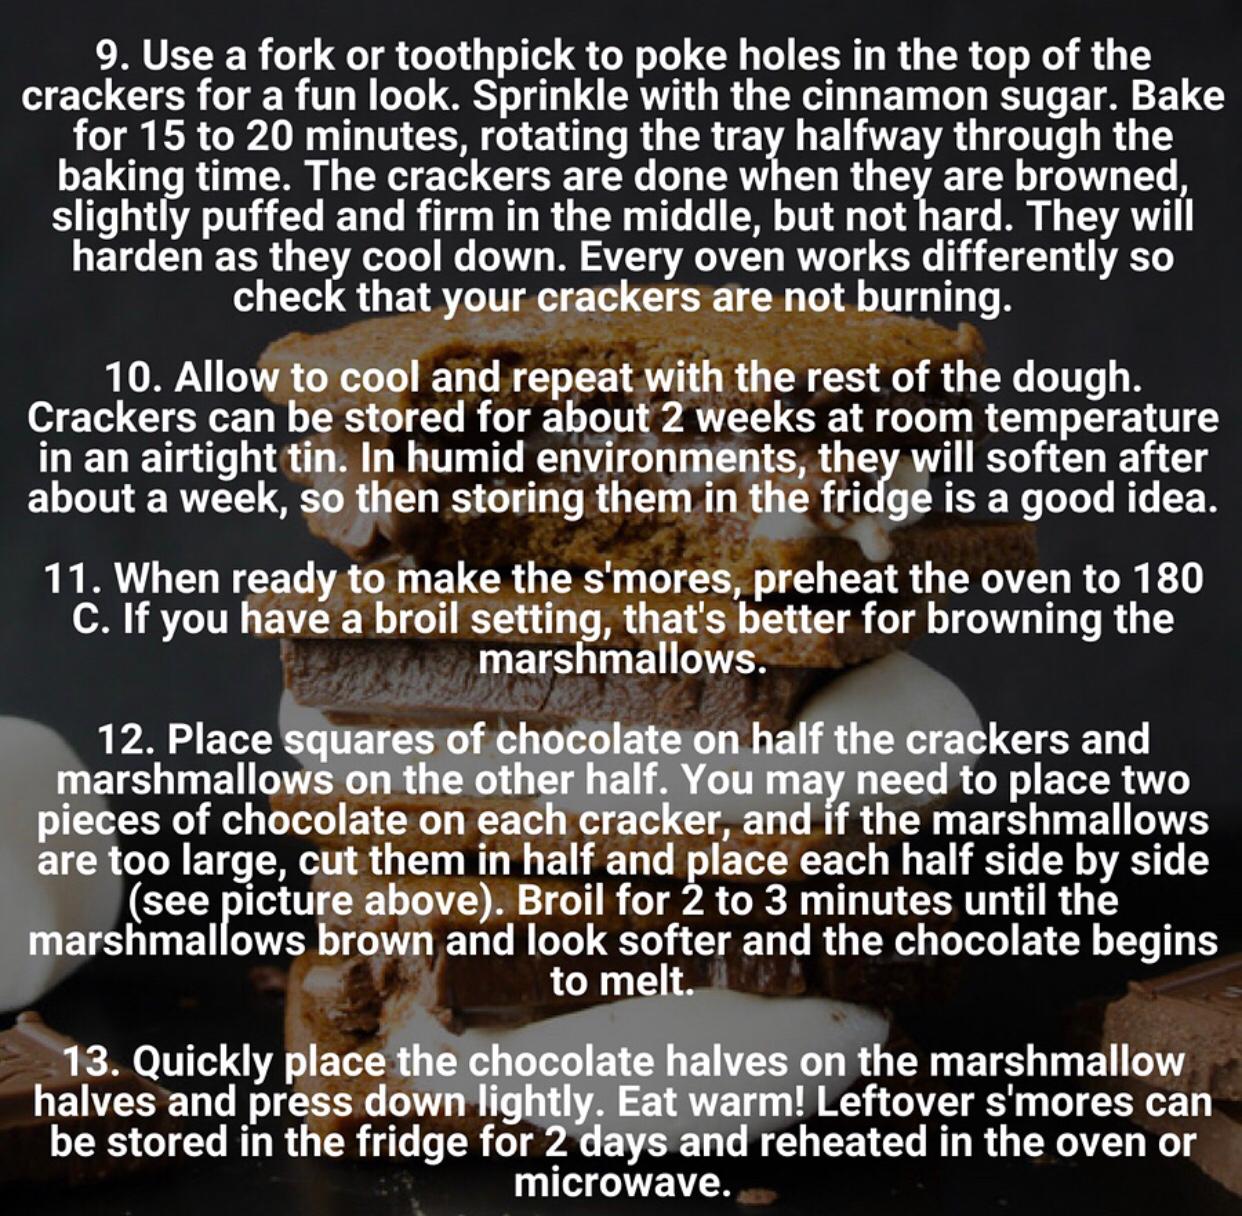 9. Use a fork or toothpick to poke holes in the top of the
crackers for a fun look. Sprinkle with the cinnamon sugar. Bake
for 15 to 20 minutes, rotating the tray halfway through the
baking time. The crackers are done when they are browned,
slightly puffed and firm in the middle, but not hard. They will
harden as they cool down. Every oven works differently so
check that your crackers are not burning.
10. Allow to cool and repeat with the rest of the dough.
Crackers can be stored for about 2 weeks at room temperature
in an airtight tin. In humid environments, they will soften after
about a week, so then storing them in the fridge is a good idea.
11. When ready to make the s'mores, preheat the oven to 180
C. If you have a broil setting, that's better for browning the
marshmallows.
12. Place squares of chocolate on half the crackers and
marshmallows on the other half. You may need to place two
pieces of chocolate on each cracker, and if the marshmallows
are too large, cut them in half and place each half side by side
(see picture above). Broil for 2 to 3 minutes until the
marshmallows brown and look softer and the chocolate begins
to melt.
13. Quickly place the chocolate halves on the marshmallow
halves and press down lightly. Eat warm! Leftover s'mores can
be stored in the fridge for 2 days and reheated in the oven or
microwave.